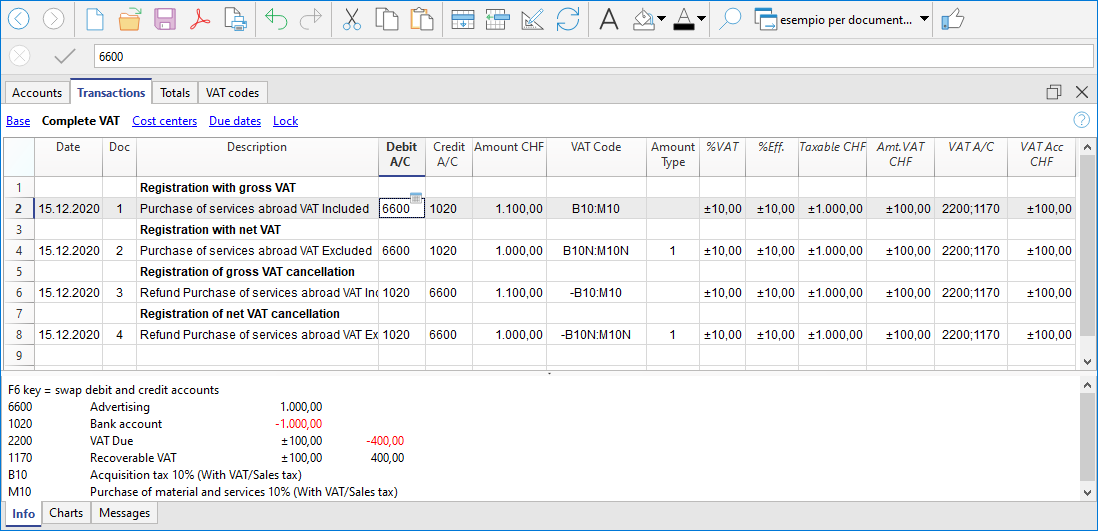 esempio per document...
6600
Accounts Transactions Totals VAT codes
Base Complete VAT Cost centers Due dates Lock
Date Doc Description Debit A/C Credit A/C Amount CHF VAT Code Amount Type %VAT %Eff. Taxable CHF Amt.VAT CHF VAT A/C VAT Acc CHF
1 Registration with gross VAT
2 15.12.2020 1 Purchase of services abroad VAT Included 6600 1020 1.100,00 B10:M10 ±10,00 ±10,00 ±1.000,00 ±100,00 2200;1170 ±100,00
3 Registration with net VAT
4 15.12.2020 2 Purchase of services abroad VAT Excluded 6600 1020 1.000,00 B10N:M10N 1 ±10,00 ±10,00 ±1.000,00 ±100,00 2200;1170 ±100,00
5 Registration of gross VAT cancellation
6 15.12.2020 3 Refund Purchase of services abroad VAT Inc 1020 6600 1.100,00 -B10:M10 ±10,00 ±10,00 ±1.000,00 ±100,00 2200;1170 ±100,00
7 Registration of net VAT cancellation
8 15.12.2020 4 Refund Purchase of services abroad VAT Ex 1020 6600 1.000,00 -B10N:M10N 1 ±10,00 ±10,00 ±1.000,00 ±100,00 2200;1170 ±100,00
9
F6 key = swap debit and credit accounts
6600 Advertising 1.000,00
1020 Bank account -1.000,00
2200 VAT Due ±100,00 -400,00
1170 Recoverable VAT ±100,00 400,00
B10 Acquisition tax 10% (With VAT/Sales tax)
M10 Purchase of material and services 10% (With VAT/Sales tax)
Info Charts Messages